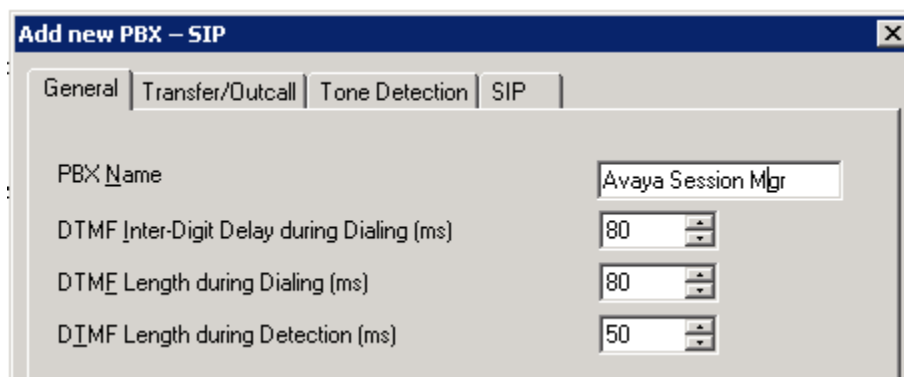 Add new PBX – SIP
General Transfer/Outcall Tone Detection SIP
PBX Name Avaya Session Mgr
DTMF Inter-Digit Delay during Dialing (ms) 80
DTMF Length during Dialing (ms) 80
DTMF Length during Detection (ms) 50